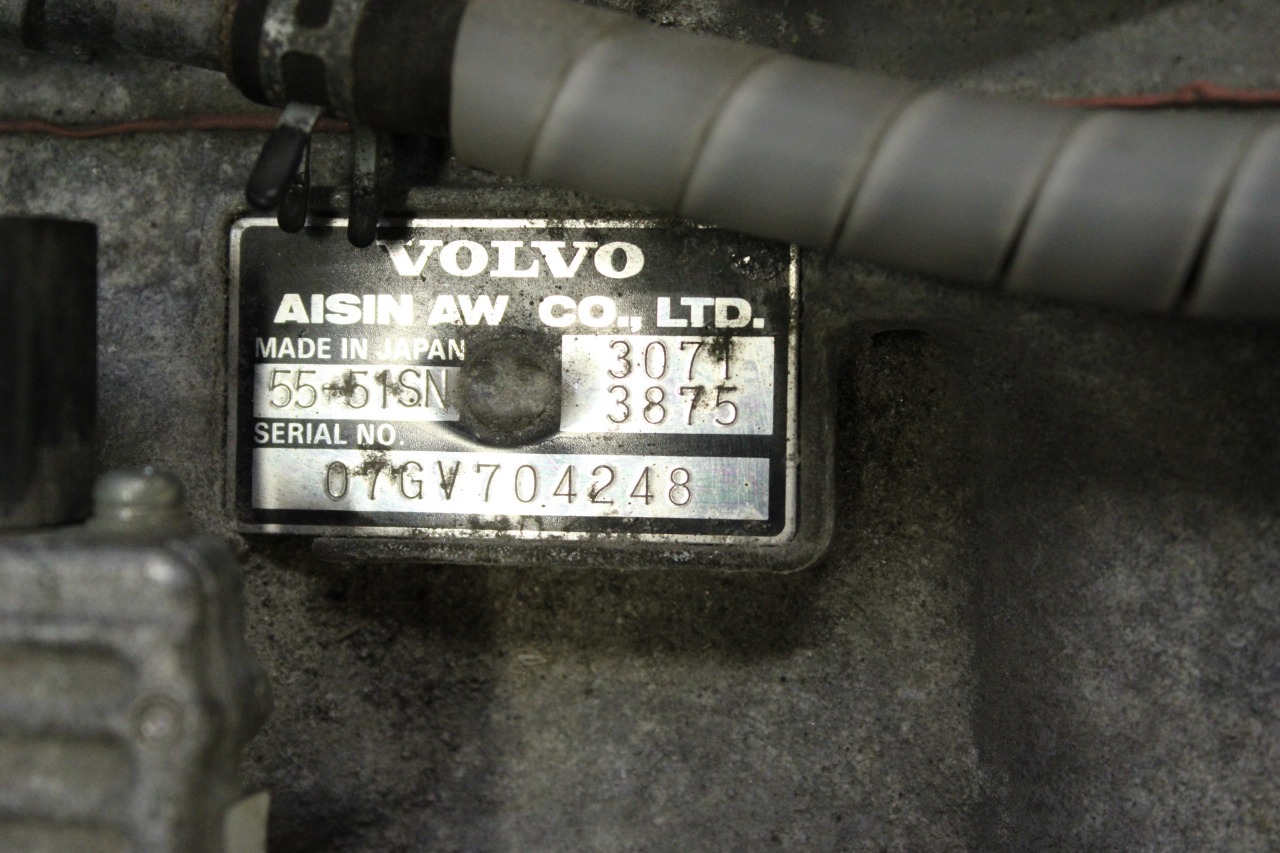 VOLVO
AISIN AW CO., LTD.
MADE IN JAPAN
55-51SN
3071
3875
SERIAL NO.
07GV704248